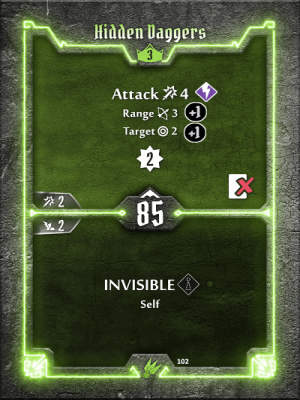 Hidden Daggers
3
Attack 4
Range 3 +1
Target 2 +1
2
2
85
2
INVISIBLE
Self
102